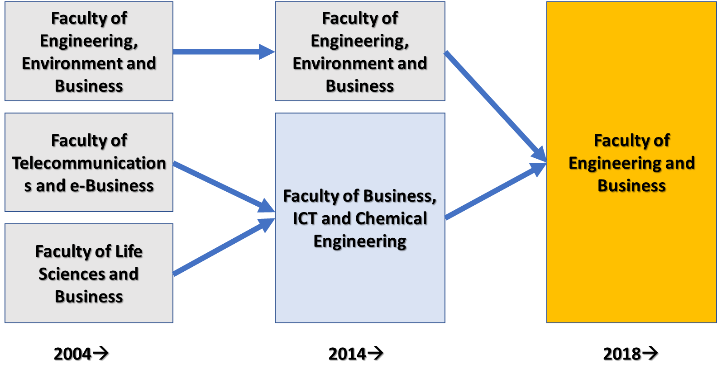 Faculty of
Engineering,
Environment and
Business
Faculty of
Engineering,
Environment and
Business
Faculty of
Telecommunication
s and e-Business
Faculty of Business,
ICT and Chemical
Engineering
Faculty of
Engineering and
Business
Faculty of Life
Sciences and
Business
2004→
2014→
2018→